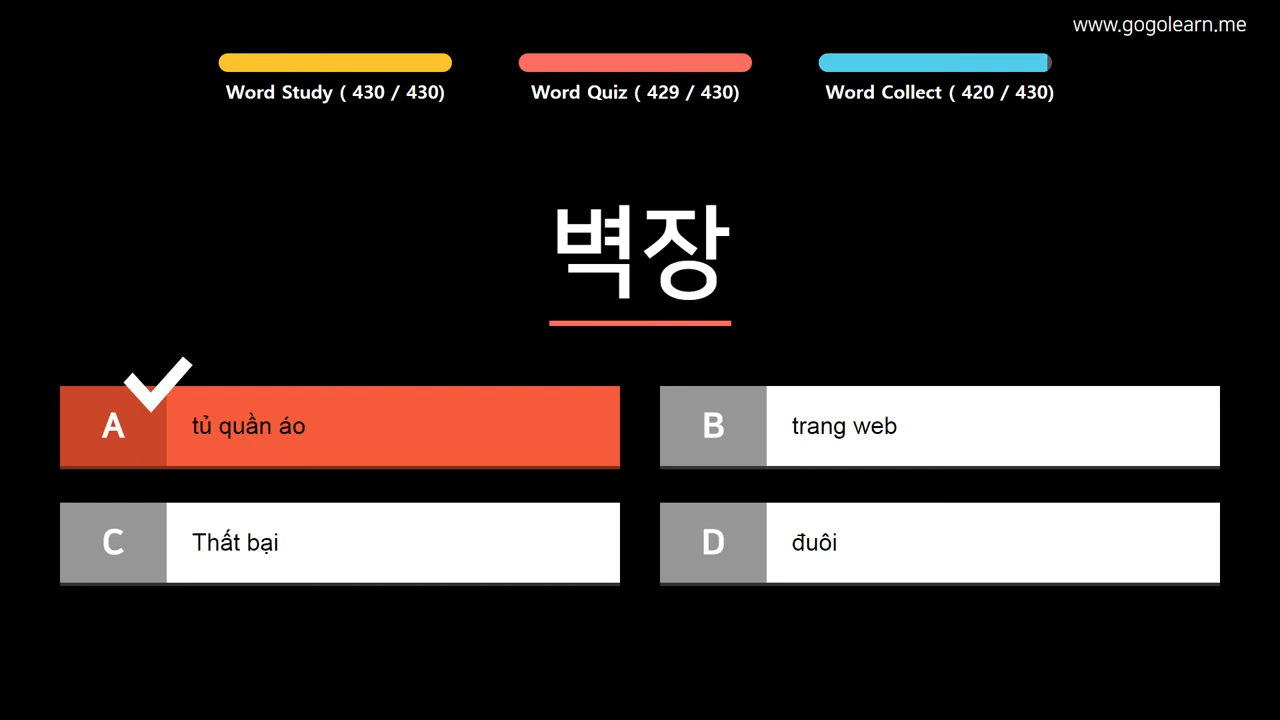 www.gogolearn.me
Word Study ( 430 / 430)
Word Quiz ( 429 / 430)
Word Collect ( 420 / 430)
벽장
A
tủ quần áo
B
trang web
C
Thất bại
D
đuôi